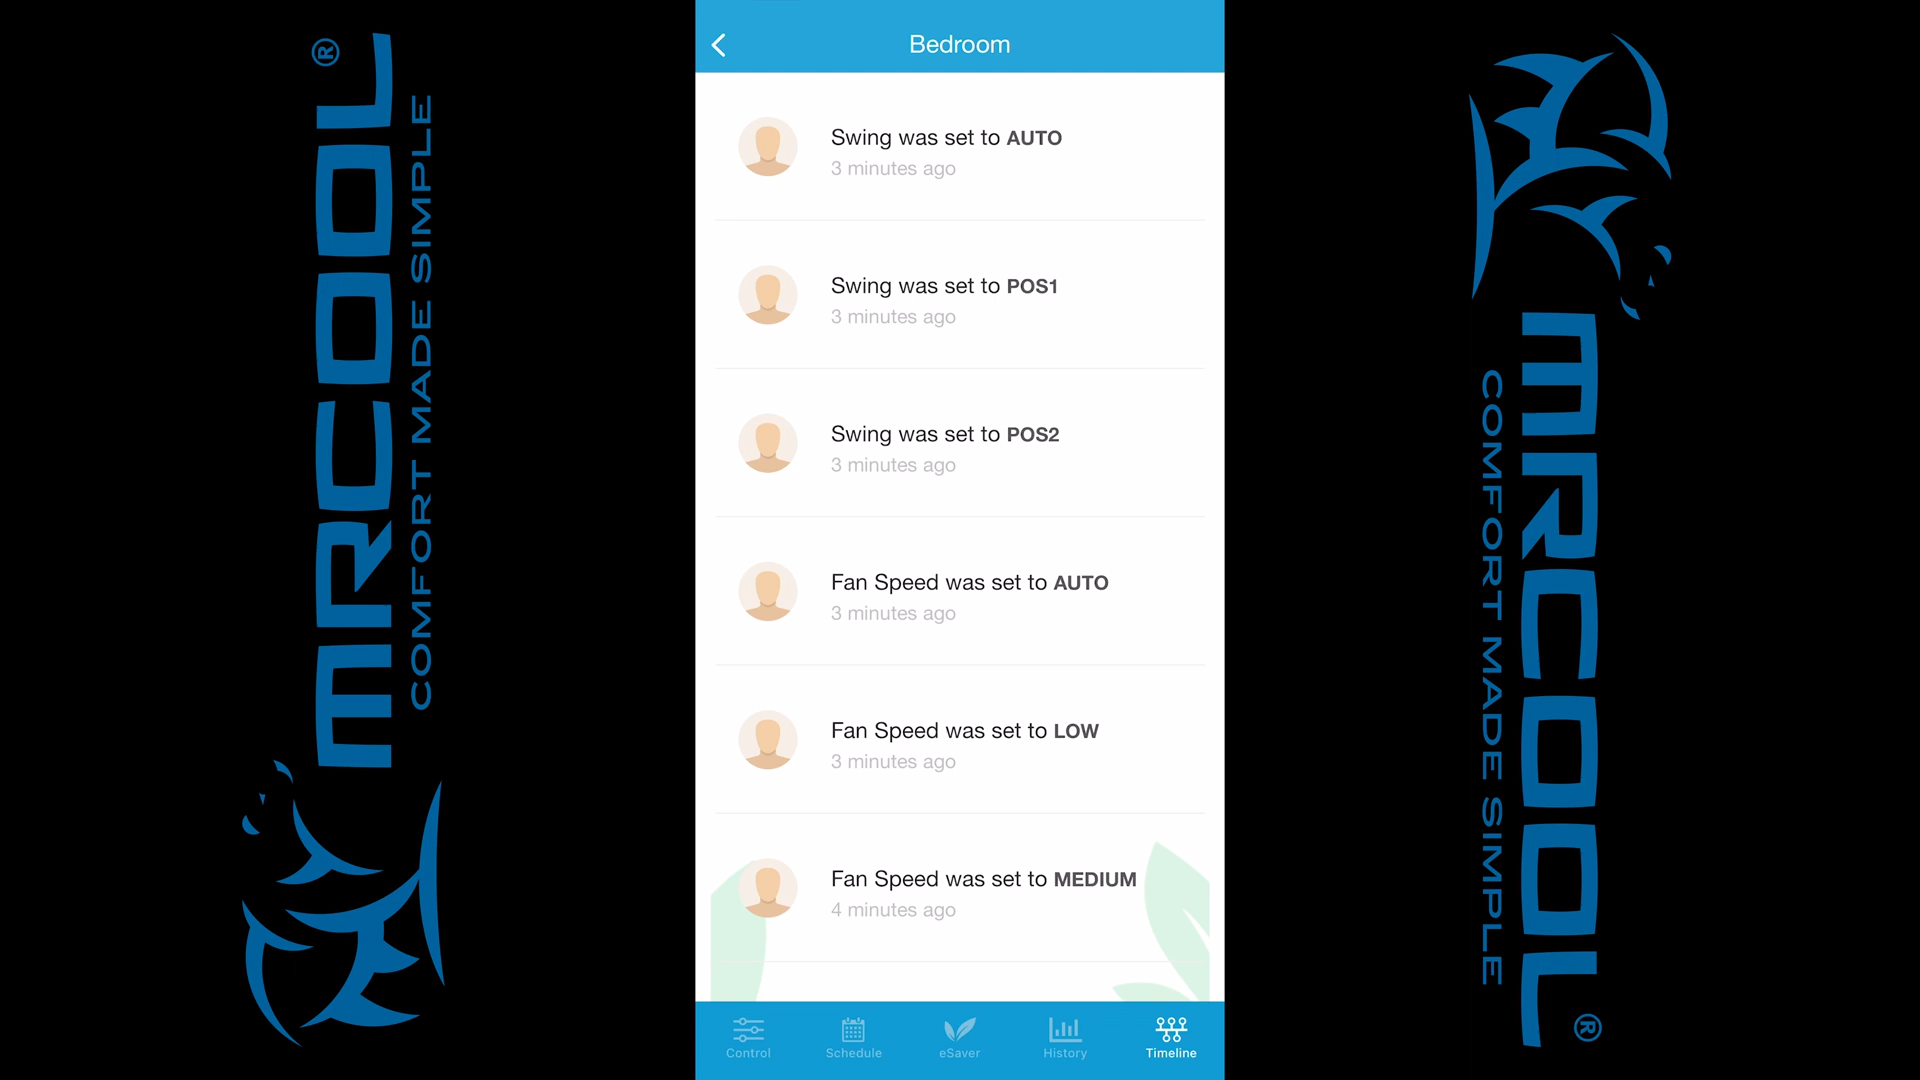 MRCOOL®
COMFORT MADE SIMPLE
Bedroom
Swing was set to AUTO
3 minutes ago
Swing was set to POS1
3 minutes ago
Swing was set to POS2
3 minutes ago
Fan Speed was set to AUTO
3 minutes ago
Fan Speed was set to LOW
3 minutes ago
Fan Speed was set to MEDIUM
4 minutes ago
Control
Schedule
eSaver
History
Timeline
MRCOOL®
COMFORT MADE SIMPLE